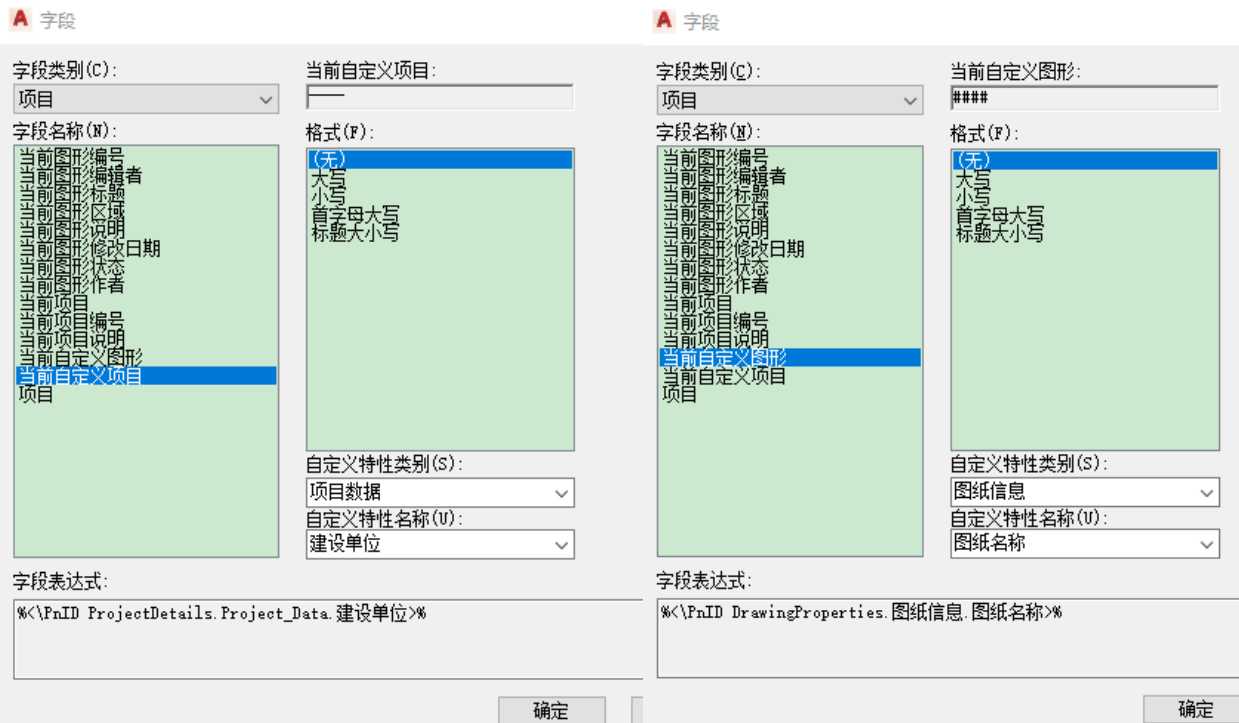 字段
字段类别(C):
当前自定义项目:
项目
————
字段名称(N):
格式(F):
当前图形编号
当前图形编辑者
当前图形标题
当前图形区域
当前图形说明
当前图形修改日期
当前图形状态
当前图形作者
当前项目
当前项目编号
当前项目说明
当前自定义图形
当前自定义项目
项目
(无)
大写
小写
首字母大写
标题大小写
自定义特性类别(S):
项目数据
自定义特性名称(U):
建设单位
字段表达式:
%<\PnID ProjectDetails.Project_Data.建设单位>%
确定
字段
字段类别(C):
当前自定义图形:
项目
####
字段名称(N):
格式(F):
当前图形编号
当前图形编辑者
当前图形标题
当前图形区域
当前图形说明
当前图形修改日期
当前图形状态
当前图形作者
当前项目
当前项目编号
当前项目说明
当前自定义图形
当前自定义项目
项目
(无)
大写
小写
首字母大写
标题大小写
自定义特性类别(S):
图纸信息
自定义特性名称(U):
图纸名称
字段表达式:
%<\PnID DrawingProperties.图纸信息.图纸名称>%
确定